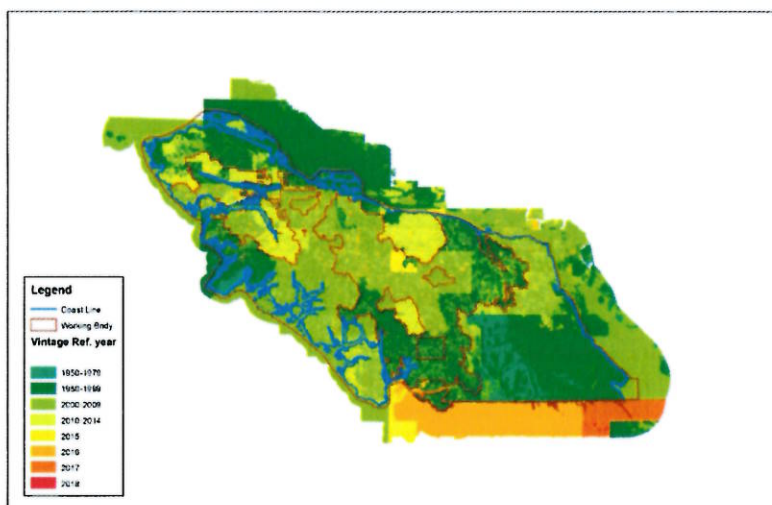 Legend
Coast Line
Working Body
Vintage Ref. year
1950-1979
1980-1999
2000-2009
2010-2014
2015
2016
2017
2018